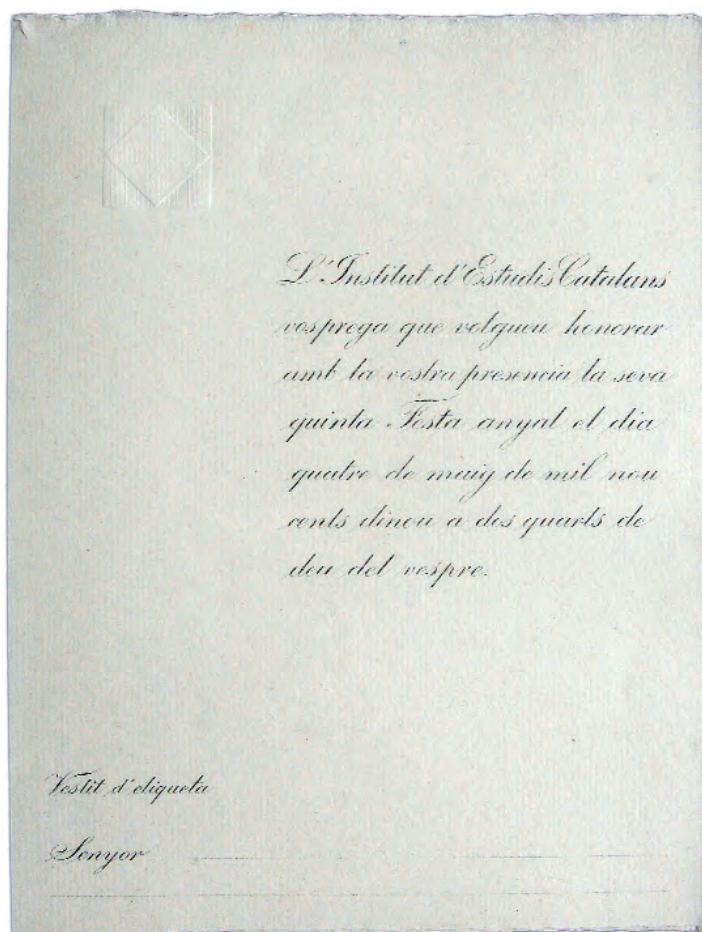 L'Institut d'Estudis Catalans
vos prega que volgueu honorar
amb la vostra presencia la seva
quinta Festa anyal el dia
quatre de maig de mil nou
cents dinou a dos quarts de
deu del vespre.
Vestit d'etiqueta
Senyor